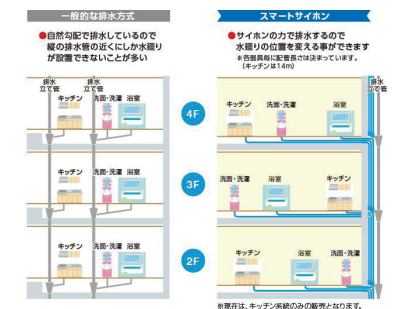 一般的な排水方式
●自然勾配で排水しているので
縦の排水管の近くにしか水廻り
が設置できないことが多い
排水
立て管
排水
立て管
キッチン
洗面・洗濯
浴室
キッチン
洗面・洗濯
浴室
キッチン
洗面・洗濯
浴室
4F
3F
2F
スマートサイホン
●サイホンの力で排水するので
水廻りの位置を変える事ができます
※各器具毎に配管長さは決まっています。
(キッチンは14m)
排水
立て管
キッチン
洗面・洗濯
浴室
洗面・洗濯
浴室
キッチン
キッチン
浴室
洗面・洗濯
※現在は、キッチン系統のみの販売となります。